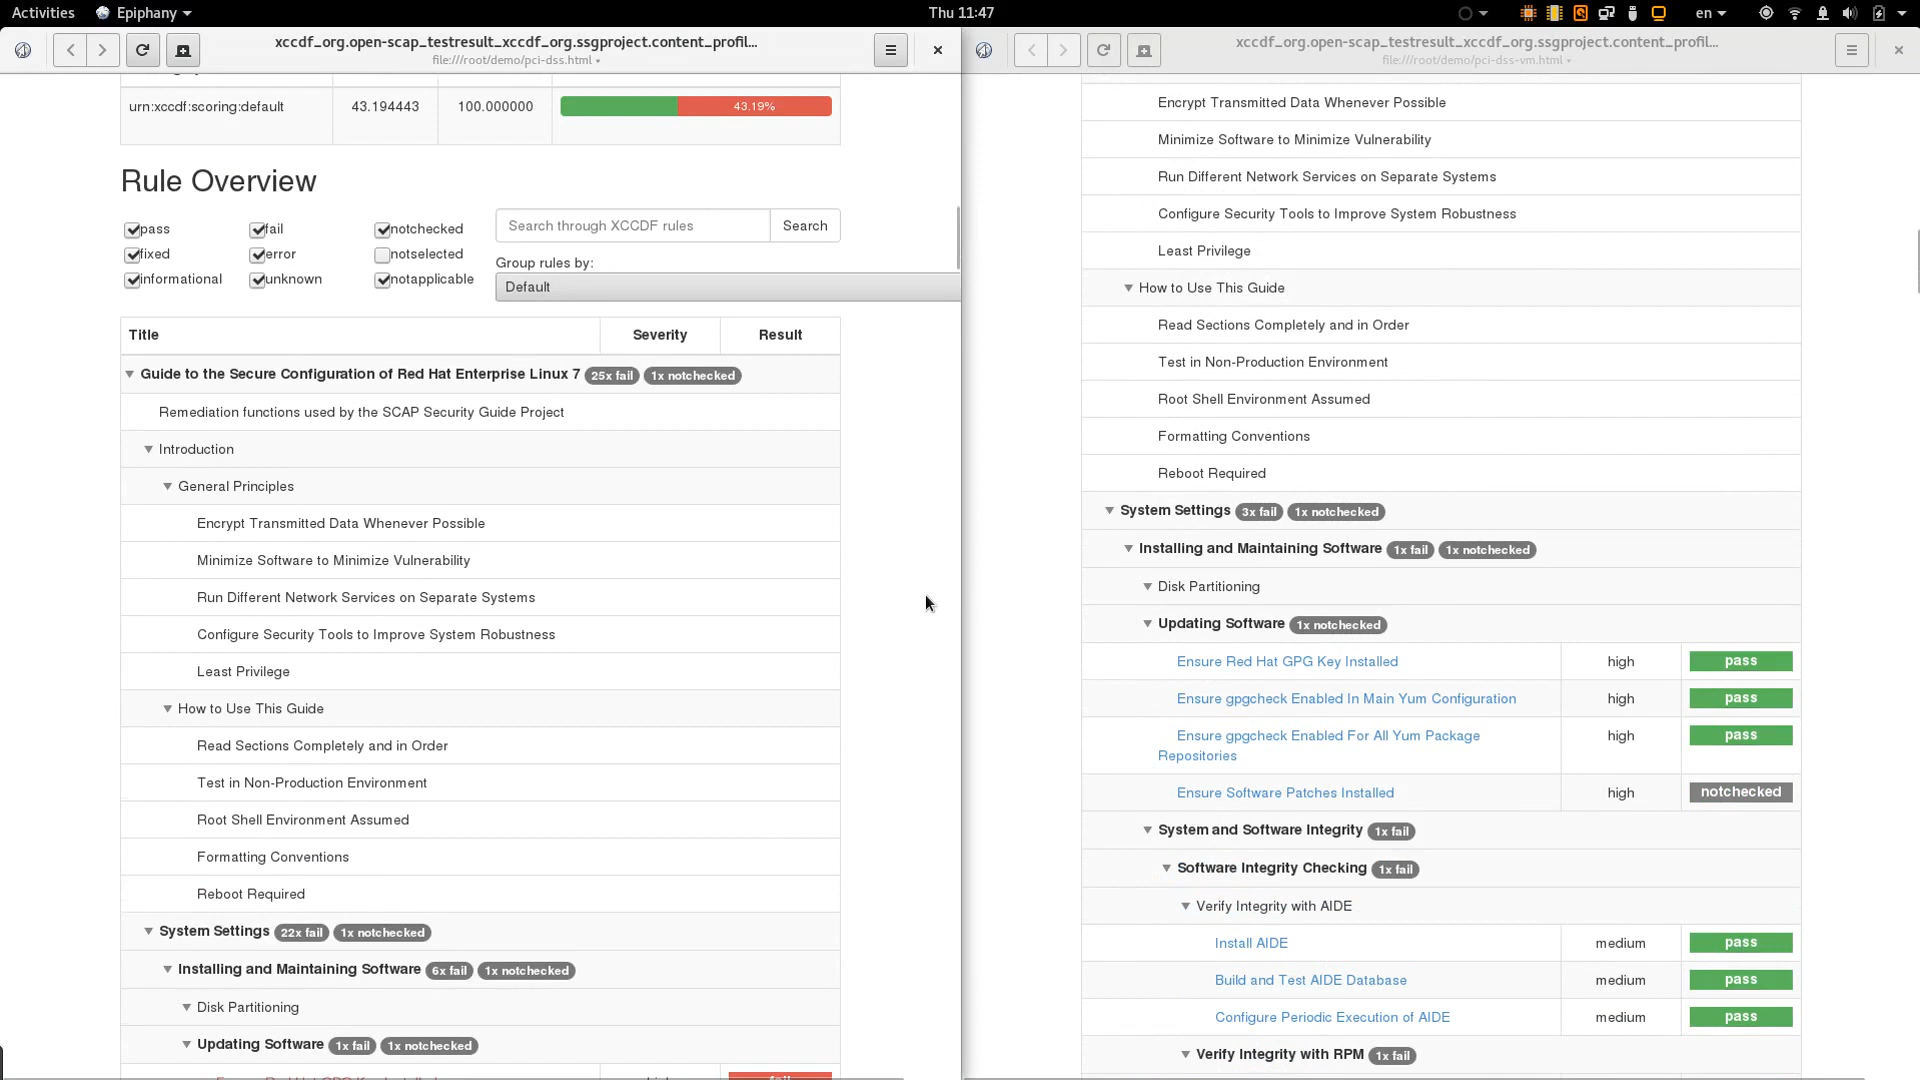 Activities
Epiphany
Thu 11:47
en
xccdf_org.open-scap_testresult_xccdf_org.ssgproject.content_profil...
file:///root/demo/pci-dss.html
urn:xccdf:scoring:default
43.194443
100.000000
43.19%
Rule Overview
pass
fail
notchecked
fixed
error
notselected
informational
unknown
notapplicable
Search through XCCDF rules
Search
Group rules by:
Default
Title
Severity
Result
Guide to the Secure Configuration of Red Hat Enterprise Linux 7 25x fail 1x notchecked
Remediation functions used by the SCAP Security Guide Project
Introduction
General Principles
Encrypt Transmitted Data Whenever Possible
Minimize Software to Minimize Vulnerability
Run Different Network Services on Separate Systems
Configure Security Tools to Improve System Robustness
Least Privilege
How to Use This Guide
Read Sections Completely and in Order
Test in Non-Production Environment
Root Shell Environment Assumed
Formatting Conventions
Reboot Required
System Settings 22x fail 1x notchecked
Installing and Maintaining Software 6x fail 1x notchecked
Disk Partitioning
Updating Software 1x fail 1x notchecked
xccdf_org.open-scap_testresult_xccdf_org.ssgproject.content_profil...
file:///root/demo/pci-dss-vm.html
Encrypt Transmitted Data Whenever Possible
Minimize Software to Minimize Vulnerability
Run Different Network Services on Separate Systems
Configure Security Tools to Improve System Robustness
Least Privilege
How to Use This Guide
Read Sections Completely and in Order
Test in Non-Production Environment
Root Shell Environment Assumed
Formatting Conventions
Reboot Required
System Settings 3x fail 1x notchecked
Installing and Maintaining Software 1x fail 1x notchecked
Disk Partitioning
Updating Software 1x notchecked
Ensure Red Hat GPG Key Installed high pass
Ensure gpgcheck Enabled In Main Yum Configuration high pass
Ensure gpgcheck Enabled For All Yum Package high pass
Repositories
Ensure Software Patches Installed high notchecked
System and Software Integrity 1x fail
Software Integrity Checking 1x fail
Verify Integrity with AIDE
Install AIDE medium pass
Build and Test AIDE Database medium pass
Configure Periodic Execution of AIDE medium pass
Verify Integrity with RPM 1x fail